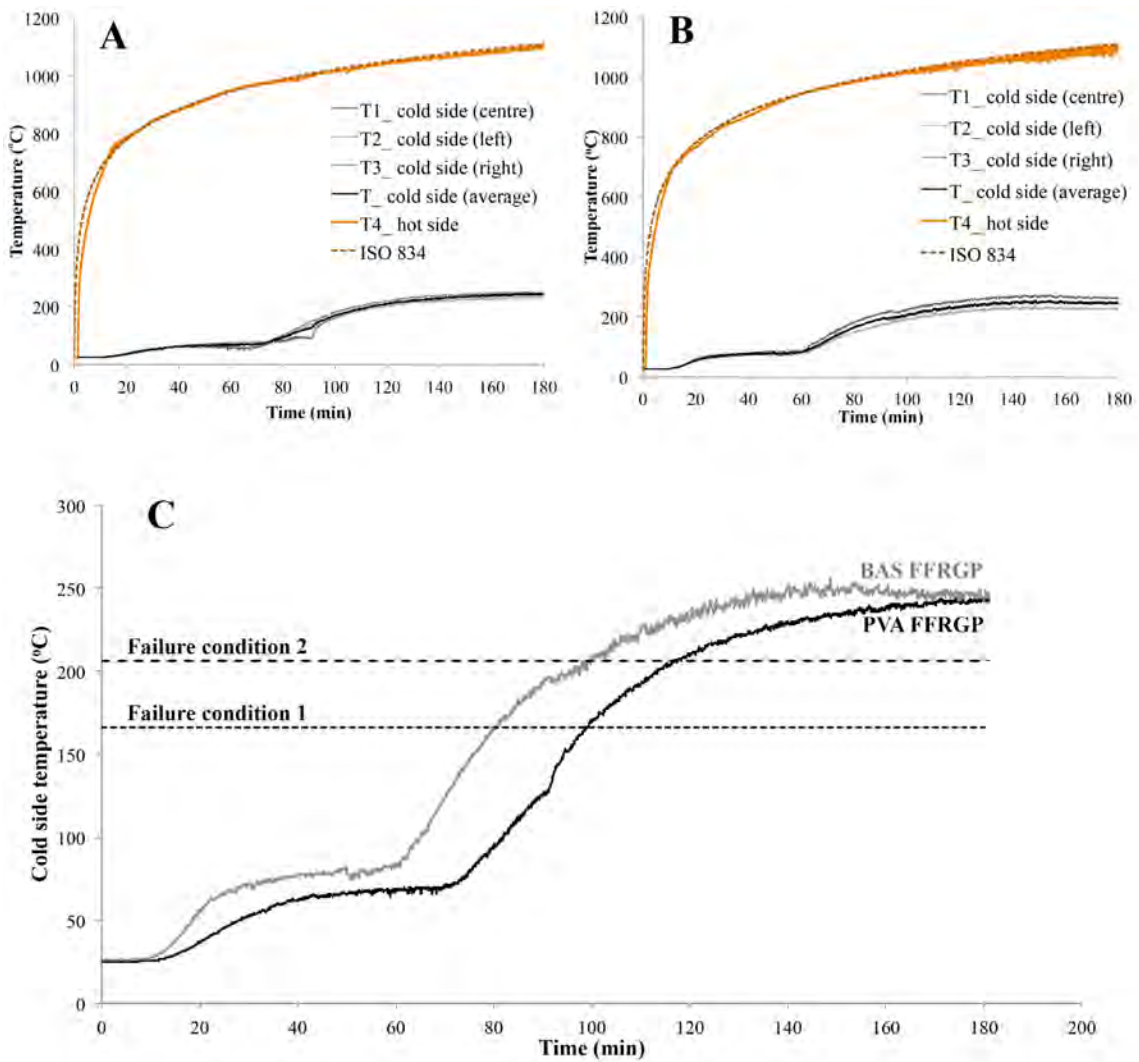 A
1200
1000
800
600
400
200
0
Temperature (°C)
T1_ cold side (centre)
T2_ cold side (left)
T3_ cold side (right)
T_ cold side (average)
T4_ hot side
ISO 834
0 20 40 60 80 100 120 140 160 180
Time (min)
B
1200
1000
800
600
400
200
0
Temperature (°C)
T1_ cold side (centre)
T2_ cold side (left)
T3_ cold side (right)
T_ cold side (average)
T4_ hot side
ISO 834
0 20 40 60 80 100 120 140 160 180
Time (min)
C
300
250
200
150
100
50
0
Cold side temperature (°C)
BAS FFRGP
PVA FFRGP
Failure condition 2
Failure condition 1
0 20 40 60 80 100 120 140 160 180 200
Time (min)